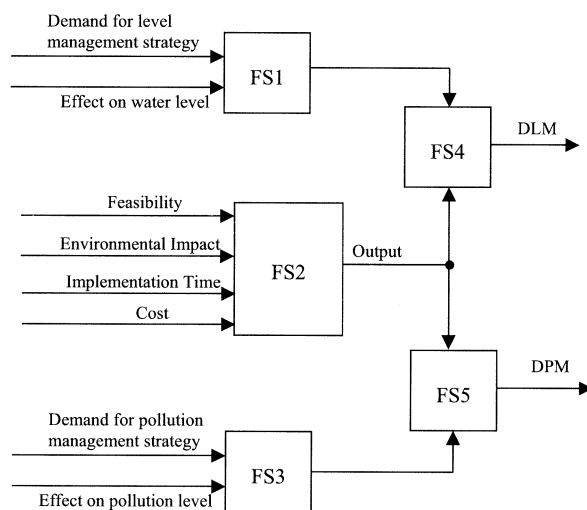 Demand for level
management strategy
Effect on water level
FS1
FS4
DLM
Feasibility
Environmental Impact
Implementation Time
Cost
FS2
Output
FS5
DPM
Demand for pollution
management strategy
Effect on pollution level
FS3